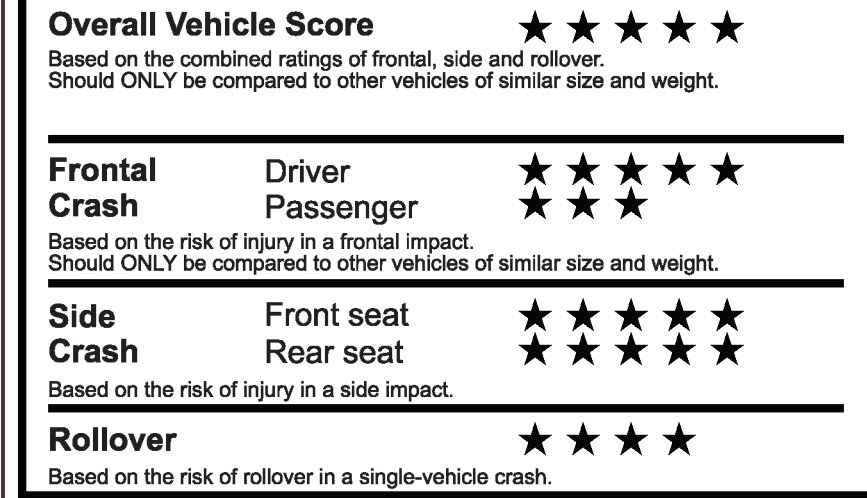 Overall Vehicle Score ★ ★ ★ ★ ★
Based on the combined ratings of frontal, side and rollover.
Should ONLY be compared to other vehicles of similar size and weight.
Frontal Driver ★ ★ ★ ★ ★
Crash Passenger ★ ★ ★
Based on the risk of injury in a frontal impact.
Should ONLY be compared to other vehicles of similar size and weight.
Side Front seat ★ ★ ★ ★ ★
Crash Rear seat ★ ★ ★ ★ ★
Based on the risk of injury in a side impact.
Rollover ★ ★ ★ ★
Based on the risk of rollover in a single-vehicle crash.